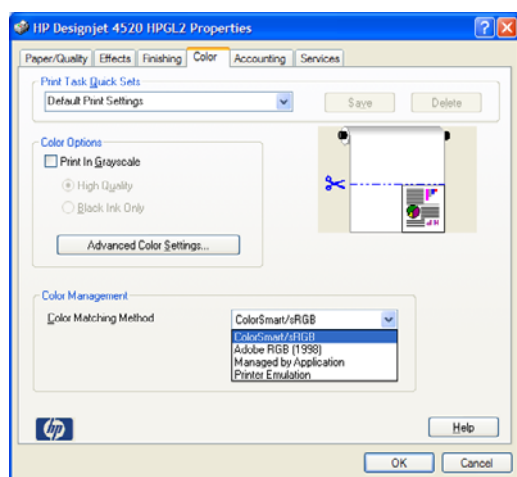 HP Designjet 4520 HPGL2 Properties
Paper/Quality Effects Finishing Color Accounting Services
Print Task Quick Sets
Default Print Settings Save Delete
Color Options
Print In Grayscale
High Quality
Black Ink Only
Advanced Color Settings...
Color Management
Color Matching Method ColorSmart/sRGB
ColorSmart/sRGB
Adobe RGB (1998)
Managed by Application
Printer Emulation
hp Help
OK Cancel